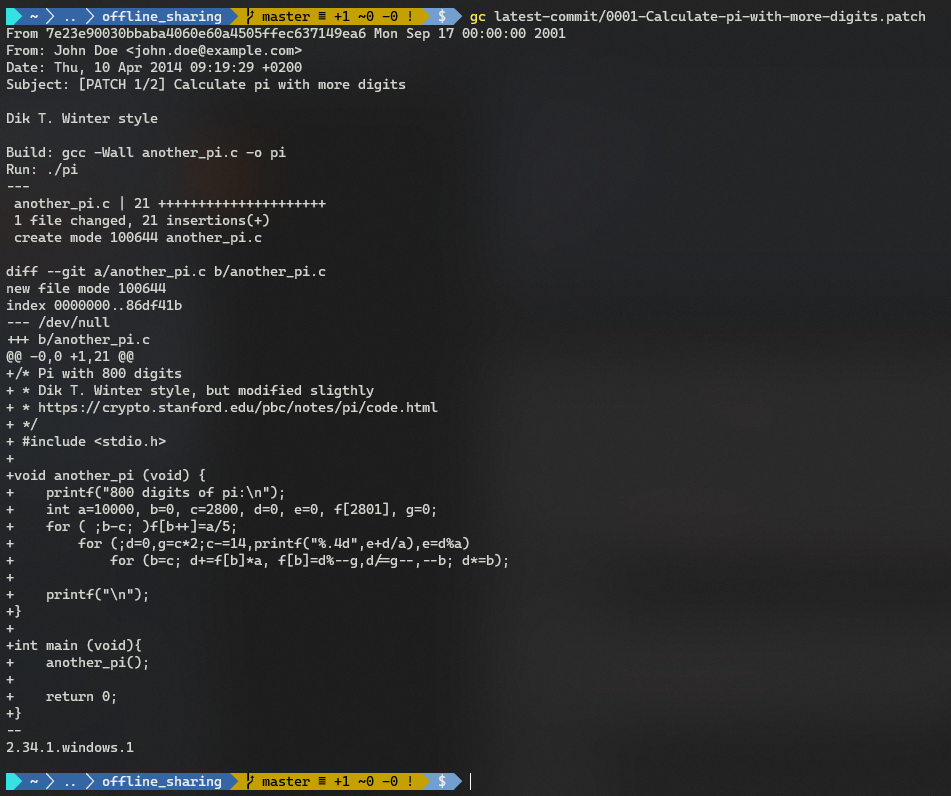 ~ > .. > offline_sharing master ≡ +1 ~0 -0 ! $ gc latest-commit/0001-Calculate-pi-with-more-digits.patch
From 7e23e90030bbaba4060e60a4505ffec637149ea6 Mon Sep 17 00:00:00 2001
From: John Doe <john.doe@example.com>
Date: Thu, 10 Apr 2014 09:19:29 +0200
Subject: [PATCH 1/2] Calculate pi with more digits

Dik T. Winter style

Build: gcc -Wall another_pi.c -o pi
Run: ./pi
---
 another_pi.c | 21 +++++++++++++++++++++
 1 file changed, 21 insertions(+)
 create mode 100644 another_pi.c

diff --git a/another_pi.c b/another_pi.c
new file mode 100644
index 0000000..86df41b
--- /dev/null
+++ b/another_pi.c
@@ -0,0 +1,21 @@
+/* Pi with 800 digits
+ * Dik T. Winter style, but modified sligthly
+ * https://crypto.stanford.edu/pbc/notes/pi/code.html
+ */
+ #include <stdio.h>
+
+void another_pi (void) {
+    printf("800 digits of pi:\n");
+    int a=10000, b=0, c=2800, d=0, e=0, f[2801], g=0;
+    for ( ;b-c; )f[b++]=a/5;
+        for (;d=0,g=c*2;c-=14,printf("%.4d",e+d/a),e=d%a)
+            for (b=c; d+=f[b]*a, f[b]=d%--g,d/=g--,--b; d*=b);
+
+    printf("\n");
+}
+
+int main (void){
+    another_pi();
+
+    return 0;
+}
--
2.34.1.windows.1

~ > .. > offline_sharing master ≡ +1 ~0 -0 ! $